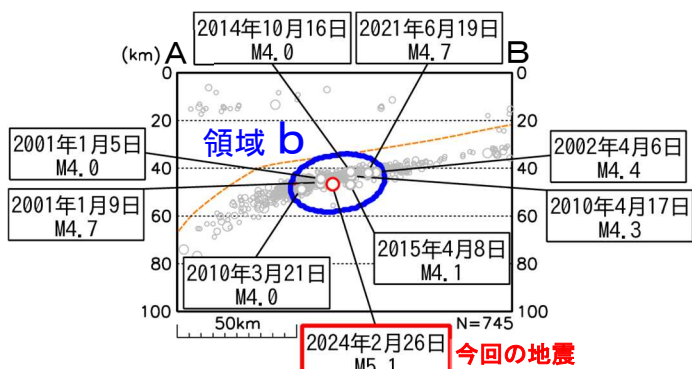 2014年10月16日
M4.0
2021年6月19日
M4.7
(km)
A
B
0
0
20
20
領域 b
2001年1月5日
M4.0
2002年4月6日
M4.4
40
40
2001年1月9日
M4.7
2010年4月17日
M4.3
60
60
2015年4月8日
M4.1
2010年3月21日
M4.0
80
80
100
100
50km
N=745
2024年2月26日
M5.1
今回の地震